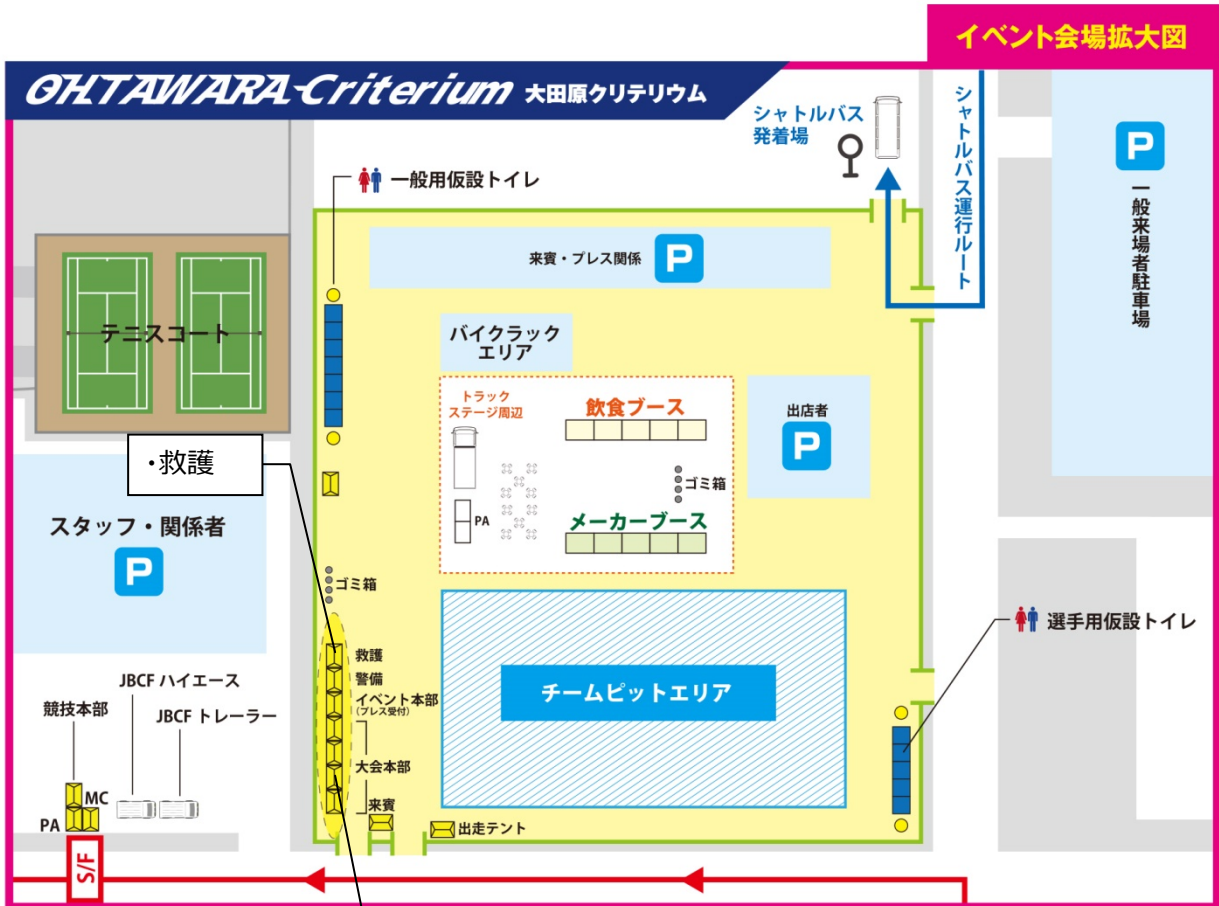 イベント会場拡大図
OHTAWARA-Criterium 大田原クリテリウム
シャトルバス
発着場
シャトルバス運行ルート
P
一般来場者駐車場
一般用仮設トイレ
来賓・プレス関係 P
テニスコート
バイクラック
エリア
トラック
ステージ周辺
飲食ブース
出店者
P
・救護
ゴミ箱
PA
メーカーブース
スタッフ・関係者
P
ゴミ箱
選手用仮設トイレ
救護
警備
イベント本部
(プレス受付)
大会本部
来賓
チームピットエリア
JBCF ハイエース
競技本部
JBCF トレーラー
MC
PA
出走テント
S/F